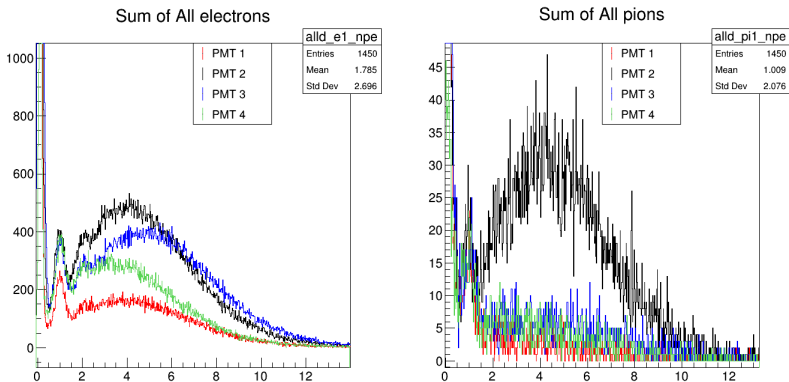 Sum of All electrons
alld_e1_npe
Entries 1450
Mean 1.785
Std Dev 2.696
PMT 1
PMT 2
PMT 3
PMT 4
1000
800
600
400
200
0
0 2 4 6 8 10 12
Sum of All pions
alld_pi1_npe
Entries 1450
Mean 1.009
Std Dev 2.076
PMT 1
PMT 2
PMT 3
PMT 4
45
40
35
30
25
20
15
10
5
0
0 2 4 6 8 10 12